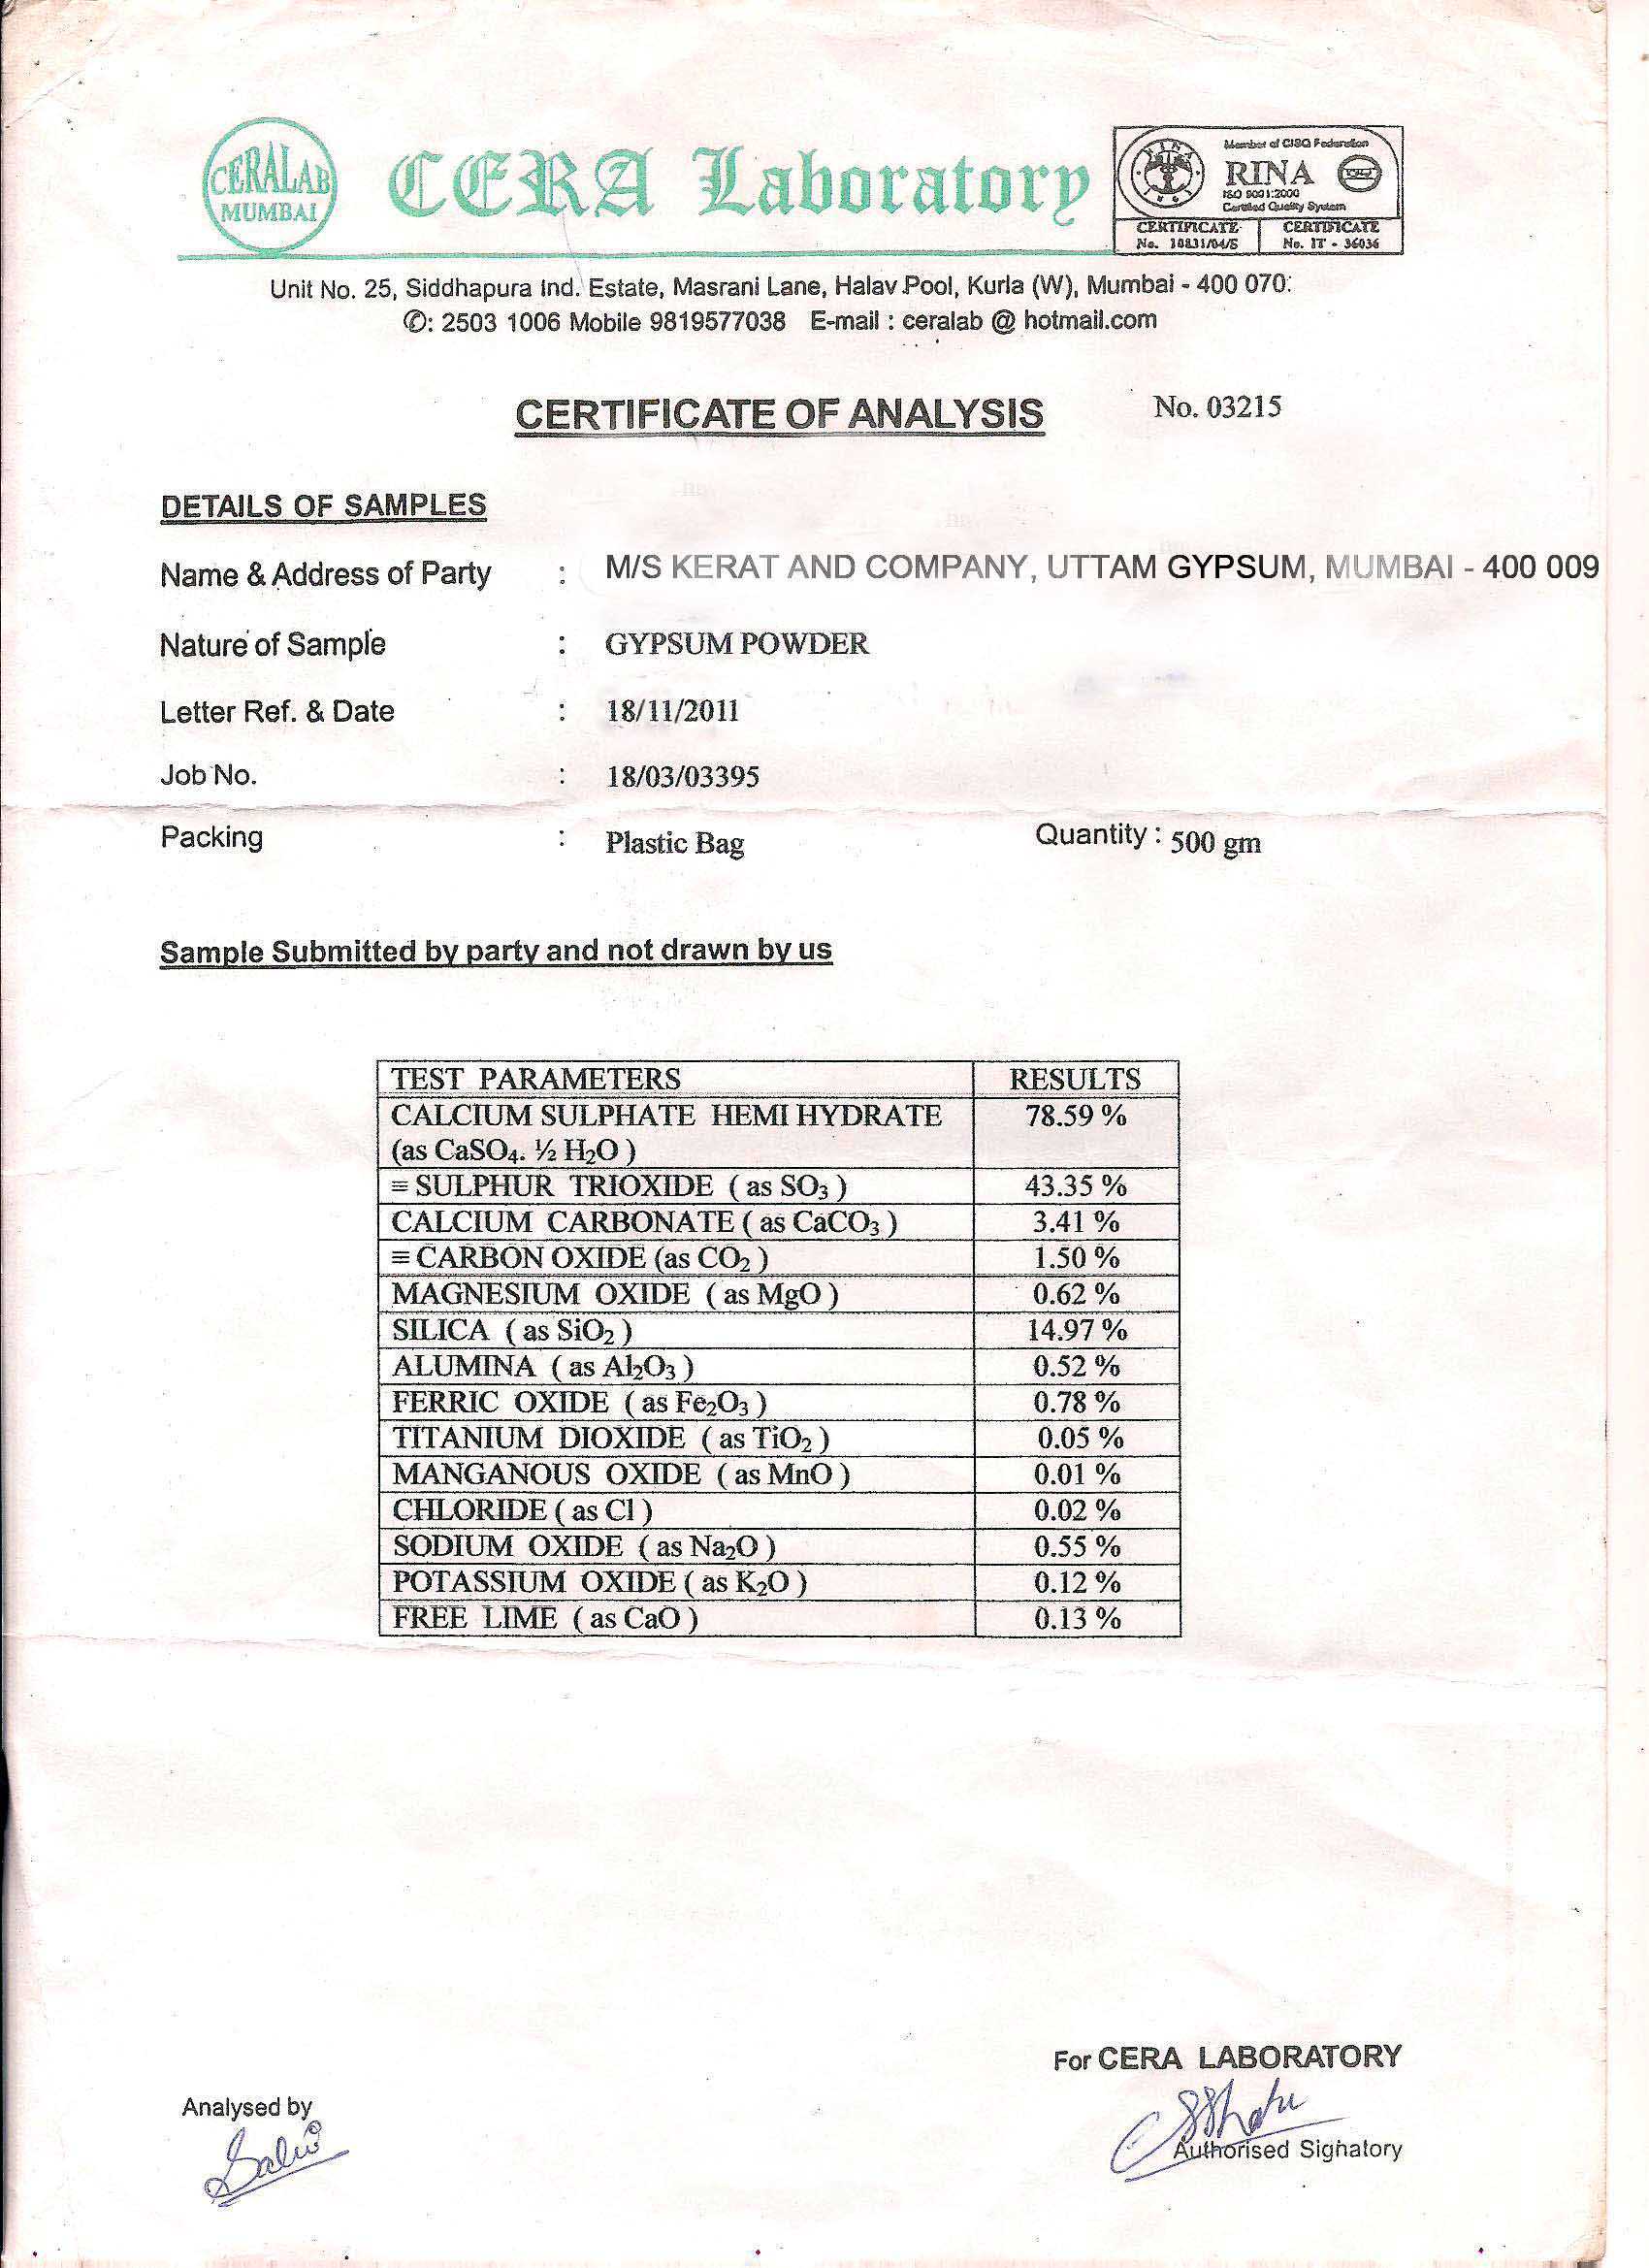 CERALAB
MUMBAI
CERA Laboratory
Member of CISQ Federation
RINA
ISO 9001:2000
Certified Quality System
CERTIFICATE
No. 10831/04/S
CERTIFICATE
No. IT - 36036
Unit No. 25, Siddhapura Ind. Estate, Masrani Lane, Halav Pool, Kurla (W), Mumbai - 400 070.
✆: 2503 1006 Mobile 9819577038 E-mail : ceralab @ hotmail.com
CERTIFICATE OF ANALYSIS No. 03215
DETAILS OF SAMPLES
Name & Address of Party : M/S KERAT AND COMPANY, UTTAM GYPSUM, MUMBAI - 400 009
Nature of Sample : GYPSUM POWDER
Letter Ref. & Date : 18/11/2011
Job No. : 18/03/03395
Packing : Plastic Bag Quantity : 500 gm
Sample Submitted by party and not drawn by us
TEST PARAMETERS RESULTS
CALCIUM SULPHATE HEMI HYDRATE 78.59 %
(as CaSO₄. ½ H₂O )
≡ SULPHUR TRIOXIDE ( as SO₃ ) 43.35 %
CALCIUM CARBONATE ( as CaCO₃ ) 3.41 %
≡ CARBON OXIDE (as CO₂ ) 1.50 %
MAGNESIUM OXIDE ( as MgO ) 0.62 %
SILICA ( as SiO₂ ) 14.97 %
ALUMINA ( as Al₂O₃ ) 0.52 %
FERRIC OXIDE ( as Fe₂O₃ ) 0.78 %
TITANIUM DIOXIDE ( as TiO₂ ) 0.05 %
MANGANOUS OXIDE ( as MnO ) 0.01 %
CHLORIDE ( as Cl ) 0.02 %
SODIUM OXIDE ( as Na₂O ) 0.55 %
POTASSIUM OXIDE ( as K₂O ) 0.12 %
FREE LIME ( as CaO ) 0.13 %
For CERA LABORATORY
Analysed by
Authorised Signatory